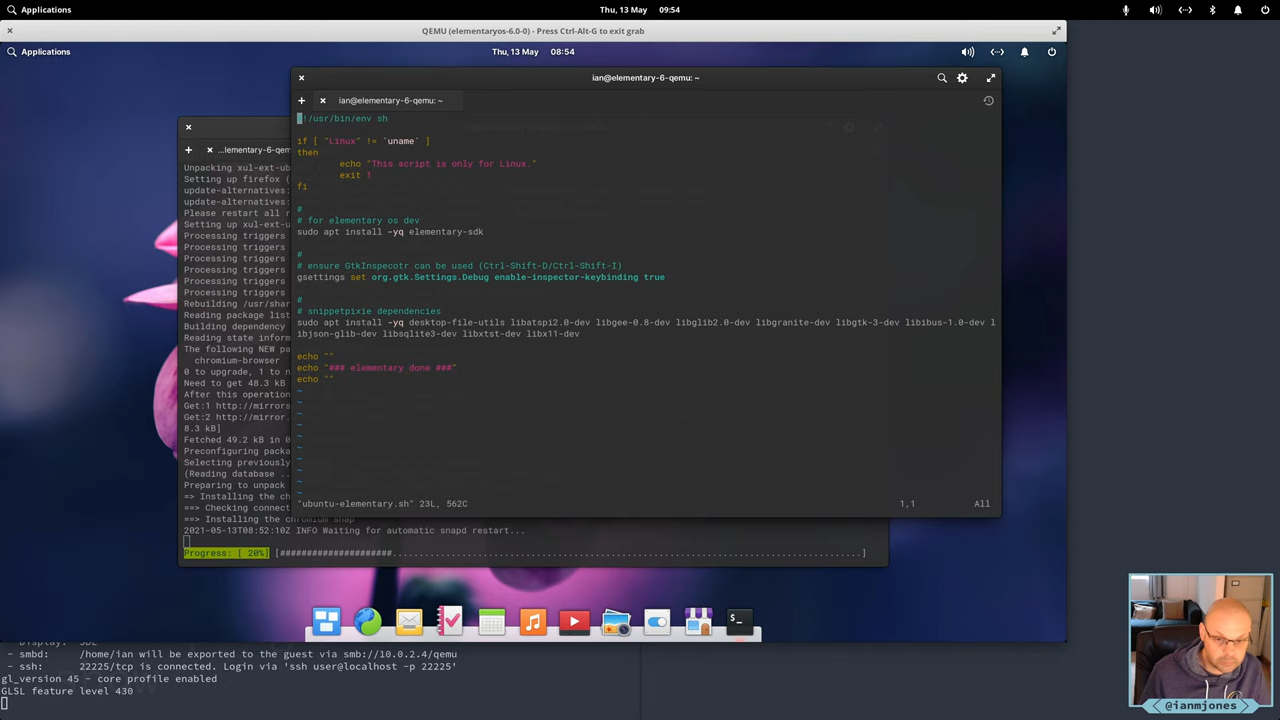 Applications
Thu, 13 May 09:54
QEMU (elementaryos-6.0-0) - Press Ctrl-Alt-G to exit grab
Applications
Thu, 13 May 08:54
ian@elementary-6-qemu: ~
ian@elementary-6-qemu: ~
!/usr/bin/env sh
if [ "Linux" != `uname` ]
then
echo "This script is only for Linux."
exit 1
fi
#
# for elementary os dev
sudo apt install -yq elementary-sdk
#
# ensure GtkInspecotr can be used (Ctrl-Shift-D/Ctrl-Shift-I)
gsettings set org.gtk.Settings.Debug enable-inspector-keybinding true
#
# snippetpixie dependencies
sudo apt install -yq desktop-file-utils libatspi2.0-dev libgee-0.8-dev libglib2.0-dev libgranite-dev libgtk-3-dev libibus-1.0-dev l
ibjson-glib-dev libsqlite3-dev libxtst-dev libx11-dev
echo ""
echo "### elementary done ###"
echo ""
~
~
~
~
~
~
~
~
~
~
"ubuntu-elementary.sh" 23L, 562C
1,1
All
...elementary-6-qem
Unpacking xul-ext-ub
Setting up firefox (
update-alternatives:
update-alternatives:
Please restart all r
Setting up xul-ext-u
Processing triggers
Processing triggers
Processing triggers
Processing triggers
Processing triggers
Rebuilding /usr/shar
Reading package list
Building dependency
Reading state inform
The following NEW pa
chromium-browser
0 to upgrade, 1 to n
Need to get 48.3 kB
After this operation
Get:1 http://mirrors
Get:2 http://mirror.
8.3 kB]
Fetched 49.2 kB in 0
Preconfiguring packa
Selecting previously
(Reading database ..
Preparing to unpack
=> Installing the ch
==> Checking connect
==> Installing the chromium snap
2021-05-13T08:52:10Z INFO Waiting for automatic snapd restart...
Progress: [ 20%] [#####################.........................................................................................]
- Display: SDL
- smbd: /home/ian will be exported to the guest via smb://10.0.2.4/qemu
- ssh: 22225/tcp is connected. Login via 'ssh user@localhost -p 22225'
gl_version 45 - core profile enabled
GLSL feature level 430
@ianmjones